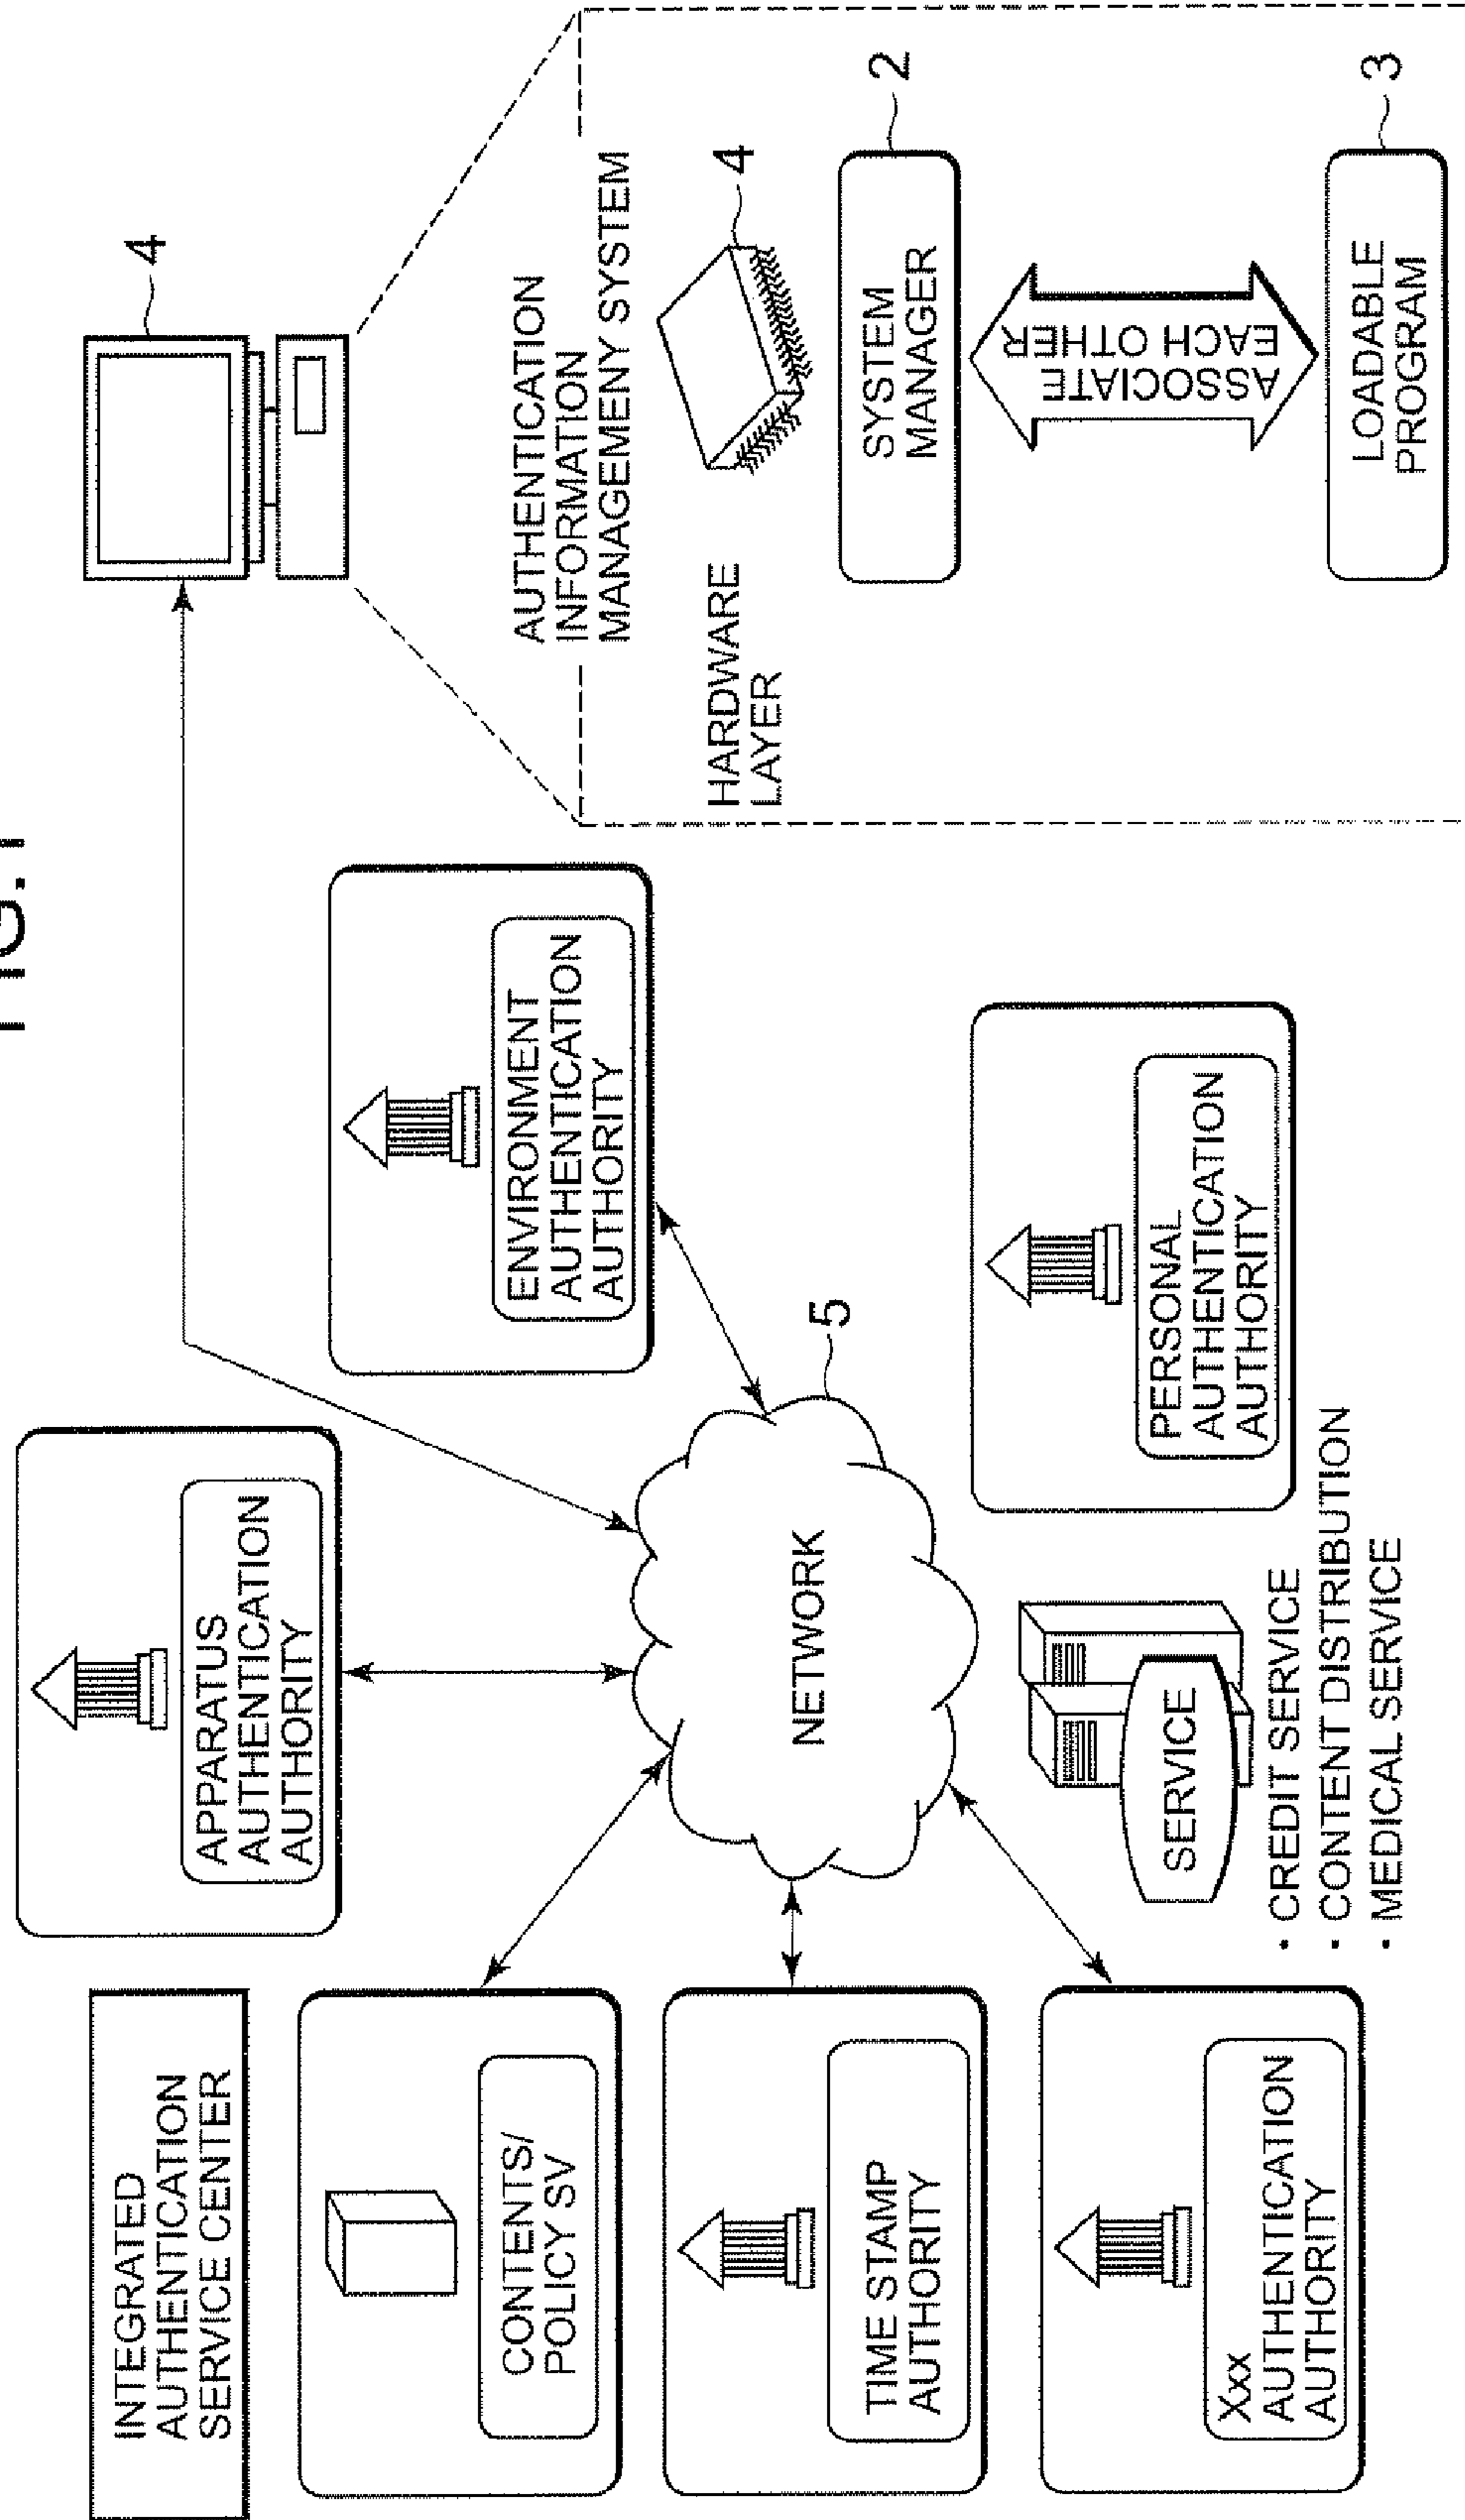 FIG. 1
INTEGRATED
AUTHENTICATION
SERVICE CENTER
APPARATUS
AUTHENTICATION
AUTHORITY
4
CONTENTS/
POLICY SV
ENVIRONMENT
AUTHENTICATION
AUTHORITY
AUTHENTICATION
INFORMATION
MANAGEMENT SYSTEM
HARDWARE
LAYER
4
TIME STAMP
AUTHORITY
NETWORK
5
SYSTEM
MANAGER
2
ASSOCIATE
EACH OTHER
Xxx
AUTHENTICATION
AUTHORITY
SERVICE
· CREDIT SERVICE
· CONTENT DISTRIBUTION
· MEDICAL SERVICE
PERSONAL
AUTHENTICATION
AUTHORITY
LOADABLE
PROGRAM
3